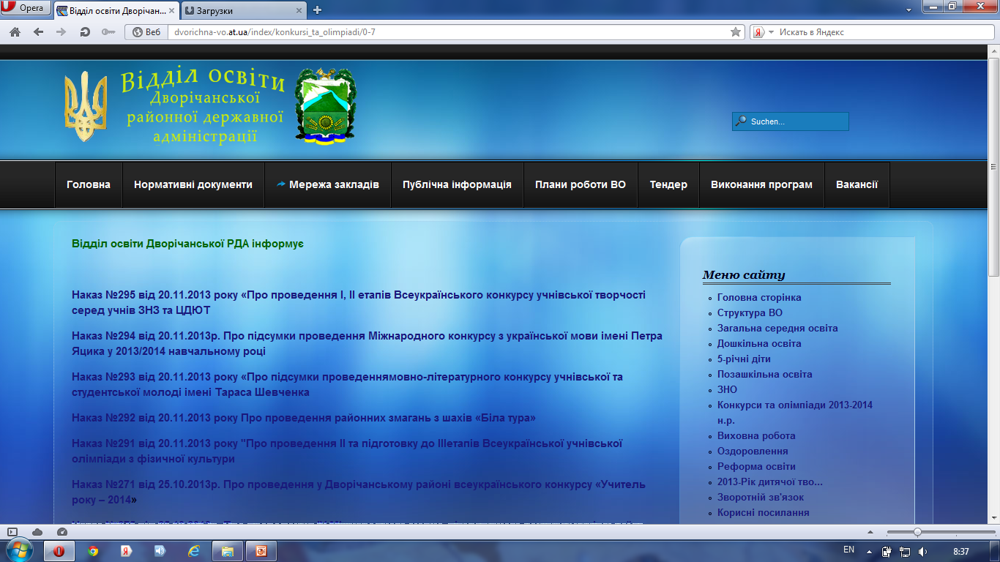 Opera
Відділ освіти Дворічан...
Загрузки
Веб
dvorichna-vo.at.ua/index/konkursi_ta_olimpiadi/0-7
Искать в Яндекс
Відділ освіти
Дворічанської
районної державної
адміністрації
Suchen...
Головна
Нормативні документи
Мережа закладів
Публічна інформація
Плани роботи ВО
Тендер
Виконання програм
Вакансії
Відділ освіти Дворічанської РДА інформує
Наказ №295 від 20.11.2013 року «Про проведення І, ІІ етапів Всеукраїнського конкурсу учнівської творчості
серед учнів ЗНЗ та ЦДЮТ
Наказ №294 від 20.11.2013р. Про підсумки проведення Міжнародного конкурсу з української мови імені Петра
Яцика у 2013/2014 навчальному році
Наказ №293 від 20.11.2013 року «Про підсумки проведеннямовно-літературного конкурсу учнівської та
студентської молоді імені Тараса Шевченка
Наказ №292 від 20.11.2013 року Про проведення районних змагань з шахів «Біла тура»
Наказ №291 від 20.11.2013 року "Про проведення ІІ та підготовку до ІІІетапів Всеукраїнської учнівської
олімпіади з фізичної культури
Наказ №271 від 25.10.2013р. Про проведення у Дворічанському районі всеукраїнського конкурсу «Учитель
року – 2014»
Меню сайту
Головна сторінка
Структура ВО
Загальна середня освіта
Дошкільна освіта
5-річні діти
Позашкільна освіта
ЗНО
Конкурси та олімпіади 2013-2014
н.р.
Виховна робота
Оздоровлення
Реформа освіти
2013-Рік дитячої тво...
Зворотній зв'язок
Корисні посилання
EN
8:37